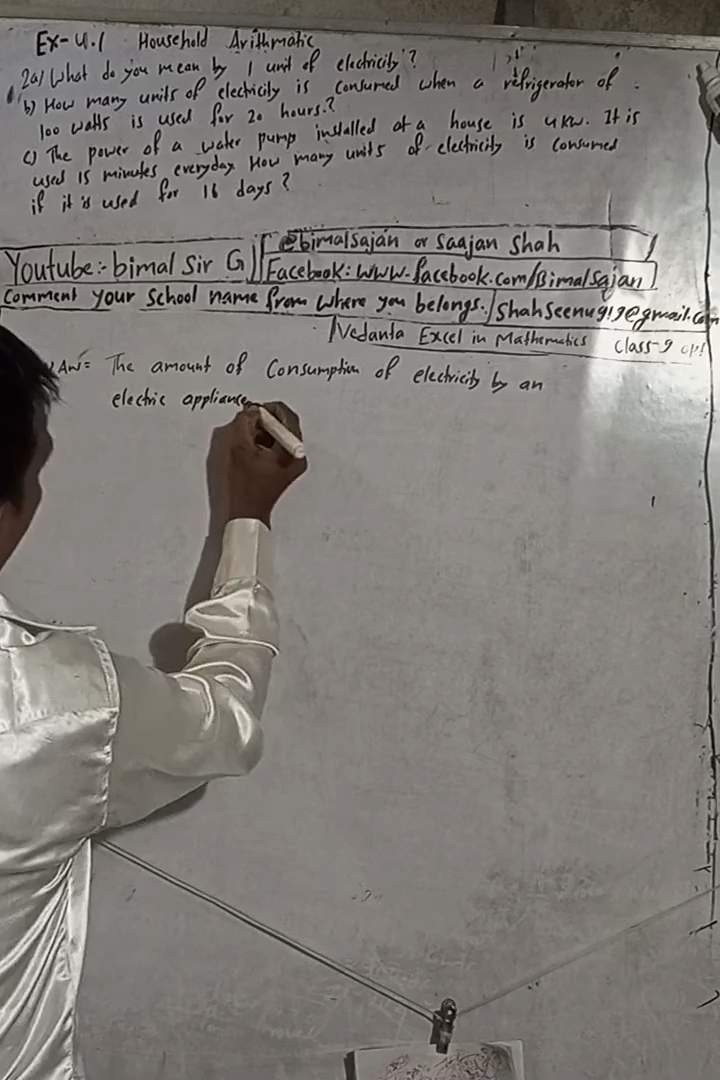 Ex-4.1 Household Arithmatic
2a) What do you mean by 1 unit of electricity?
b) How many units of electricity is consumed when a refrigerator of
100 watts is used for 20 hours.?
c) The power of a water pump installed at a house is 4 KW. It is
used 15 minutes everyday. How many units of electricity is consumed
if it is used for 16 days?
@bimalsajan or Saajan Shah
Youtube:- bimal Sir G
Facebook: www.facebook.com/Bimalsajan
Comment your School name from where you belongs.
Shahseenu919@gmail.com
Vedanta Excel in Mathematics Class-9
Ans= The amount of Consumption of electricity by an
electric appliance